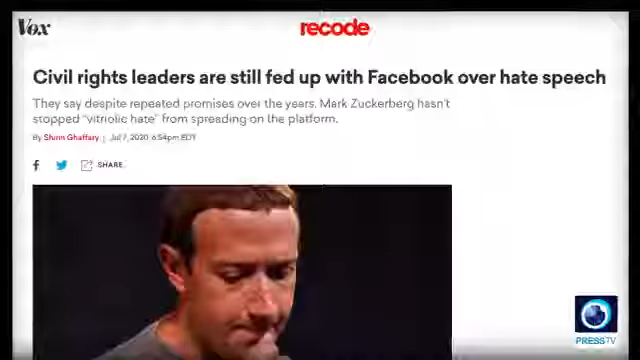 Vox
recode
Civil rights leaders are still fed up with Facebook over hate speech
They say despite repeated promises over the years, Mark Zuckerberg hasn't
stopped "vitriolic hate" from spreading on the platform.
By Shirin Ghaffary | Jul 7, 2020, 6:54pm EDT
f SHARE
PRESSTV